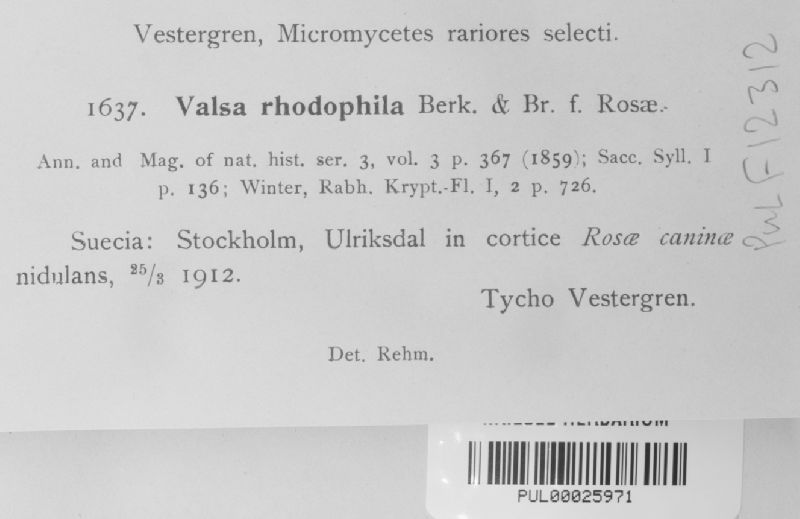 Vestergren, Micromycetes rariores selecti.
1637. Valsa rhodophila Berk. & Br. f. Rosæ.
Ann. and Mag. of nat. hist. ser. 3, vol. 3 p. 367 (1859); Sacc. Syll. I
p. 136; Winter, Rabh. Krypt.-Fl. I, 2 p. 726.
Suecia: Stockholm, Ulriksdal in cortice Rosæ caninæ
nidulans, 25/3 1912.
Tycho Vestergren.
Det. Rehm.
PUL F12312
HERBARIUM
PUL00025971